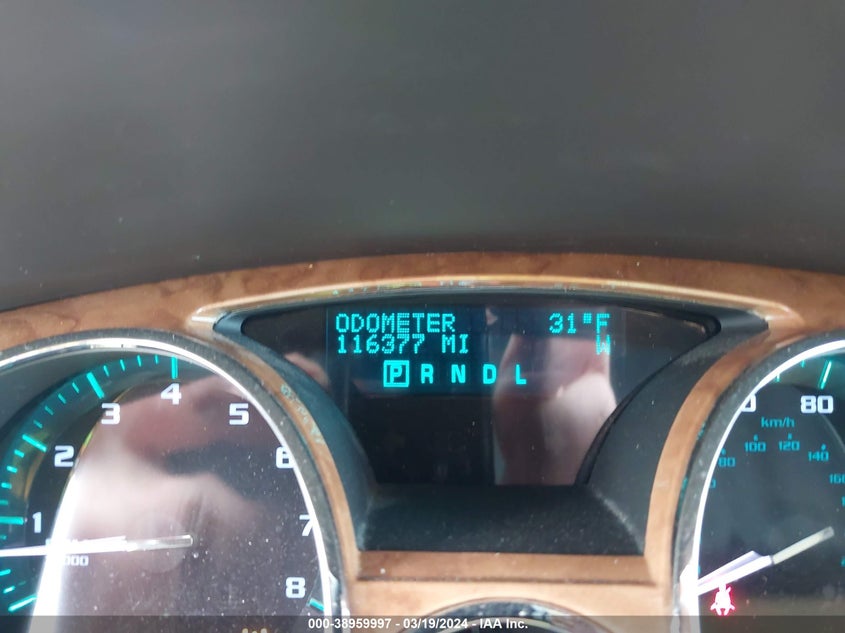 ODOMETER 31°F
116377 MI W
P R N D L
1 2 3 4 5 6 7 8
80
km/h
80 100 120 140
000-38959997 - 03/19/2024 - IAA Inc.